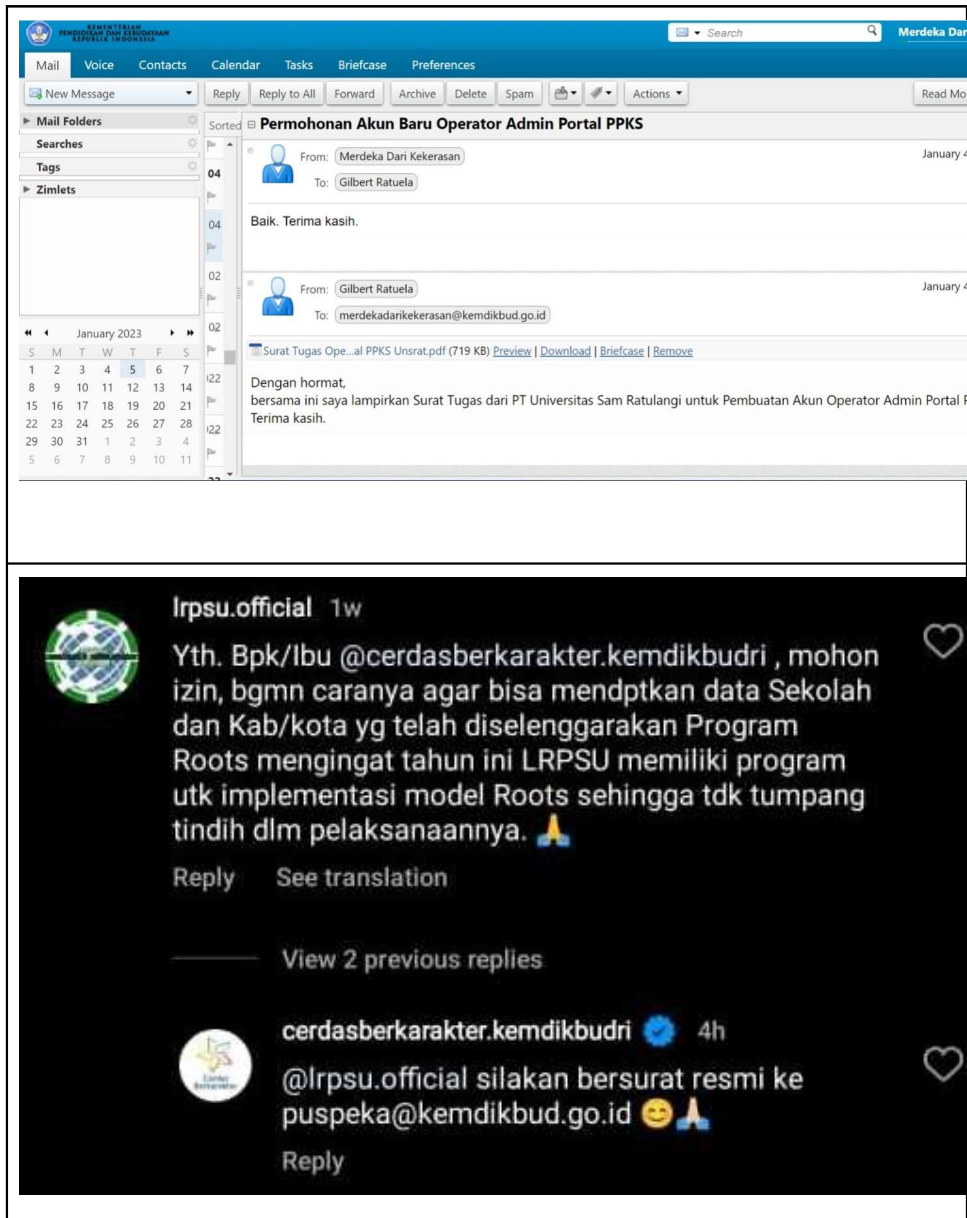 KEMENTERIAN
PENDIDIKAN DAN KEBUDAYAAN
REPUBLIK INDONESIA
Search
Merdeka Dar
Mail Voice Contacts Calendar Tasks Briefcase Preferences
New Message Reply Reply to All Forward Archive Delete Spam Actions Read Mo
Mail Folders
Searches
Tags
Zimlets
January 2023
S M T W T F S
1 2 3 4 5 6 7
8 9 10 11 12 13 14
15 16 17 18 19 20 21
22 23 24 25 26 27 28
29 30 31 1 2 3 4
5 6 7 8 9 10 11
Sorted
04
04
02
02
022
022
Permohonan Akun Baru Operator Admin Portal PPKS
From: Merdeka Dari Kekerasan January 4
To: Gilbert Ratuela
Baik. Terima kasih.
From: Gilbert Ratuela January 4
To: merdekadarikekerasan@kemdikbud.go.id
Surat Tugas Ope...al PPKS Unsrat.pdf (719 KB) Preview | Download | Briefcase | Remove
Dengan hormat,
bersama ini saya lampirkan Surat Tugas dari PT Universitas Sam Ratulangi untuk Pembuatan Akun Operator Admin Portal P
Terima kasih.
lrpsu.official 1w
Yth. Bpk/Ibu @cerdasberkarakter.kemdikbudri , mohon
izin, bgmn caranya agar bisa mendptkan data Sekolah
dan Kab/kota yg telah diselenggarakan Program
Roots mengingat tahun ini LRPSU memiliki program
utk implementasi model Roots sehingga tdk tumpang
tindih dlm pelaksanaannya. 🙏
Reply See translation
View 2 previous replies
cerdasberkarakter.kemdikbudri 4h
@lrpsu.official silakan bersurat resmi ke
puspeka@kemdikbud.go.id 😊🙏
Reply